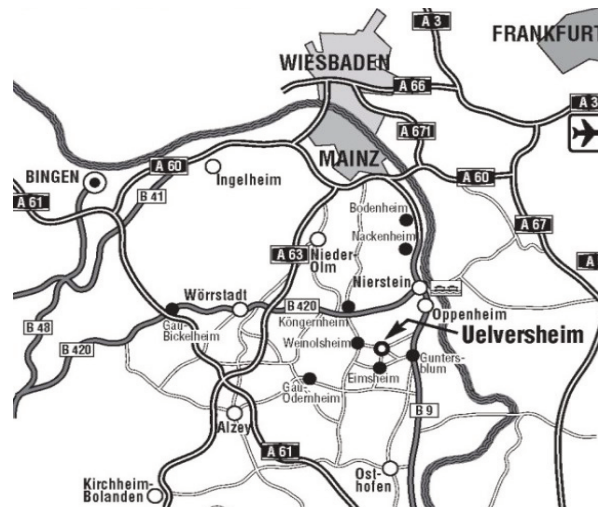 A 3
FRANKFURT
WIESBADEN
A 66
A 3
A 671
MAINZ
BINGEN
A 60
Ingelheim
A 60
A 61
B 41
Bodenheim
Nackenheim
A 67
A 63
Nieder-
Olm
A
Nierstein
Wörrstadt
B 420
Oppenheim
Gau-
Bickelheim
Köngernheim
Uelversheim
B 48
B 420
Weinolsheim
Gunters-
blum
Eimsheim
Gau-
Odernheim
B 9
Alzey
A 61
Ost-
hofen
Kirchheim-
Bolanden